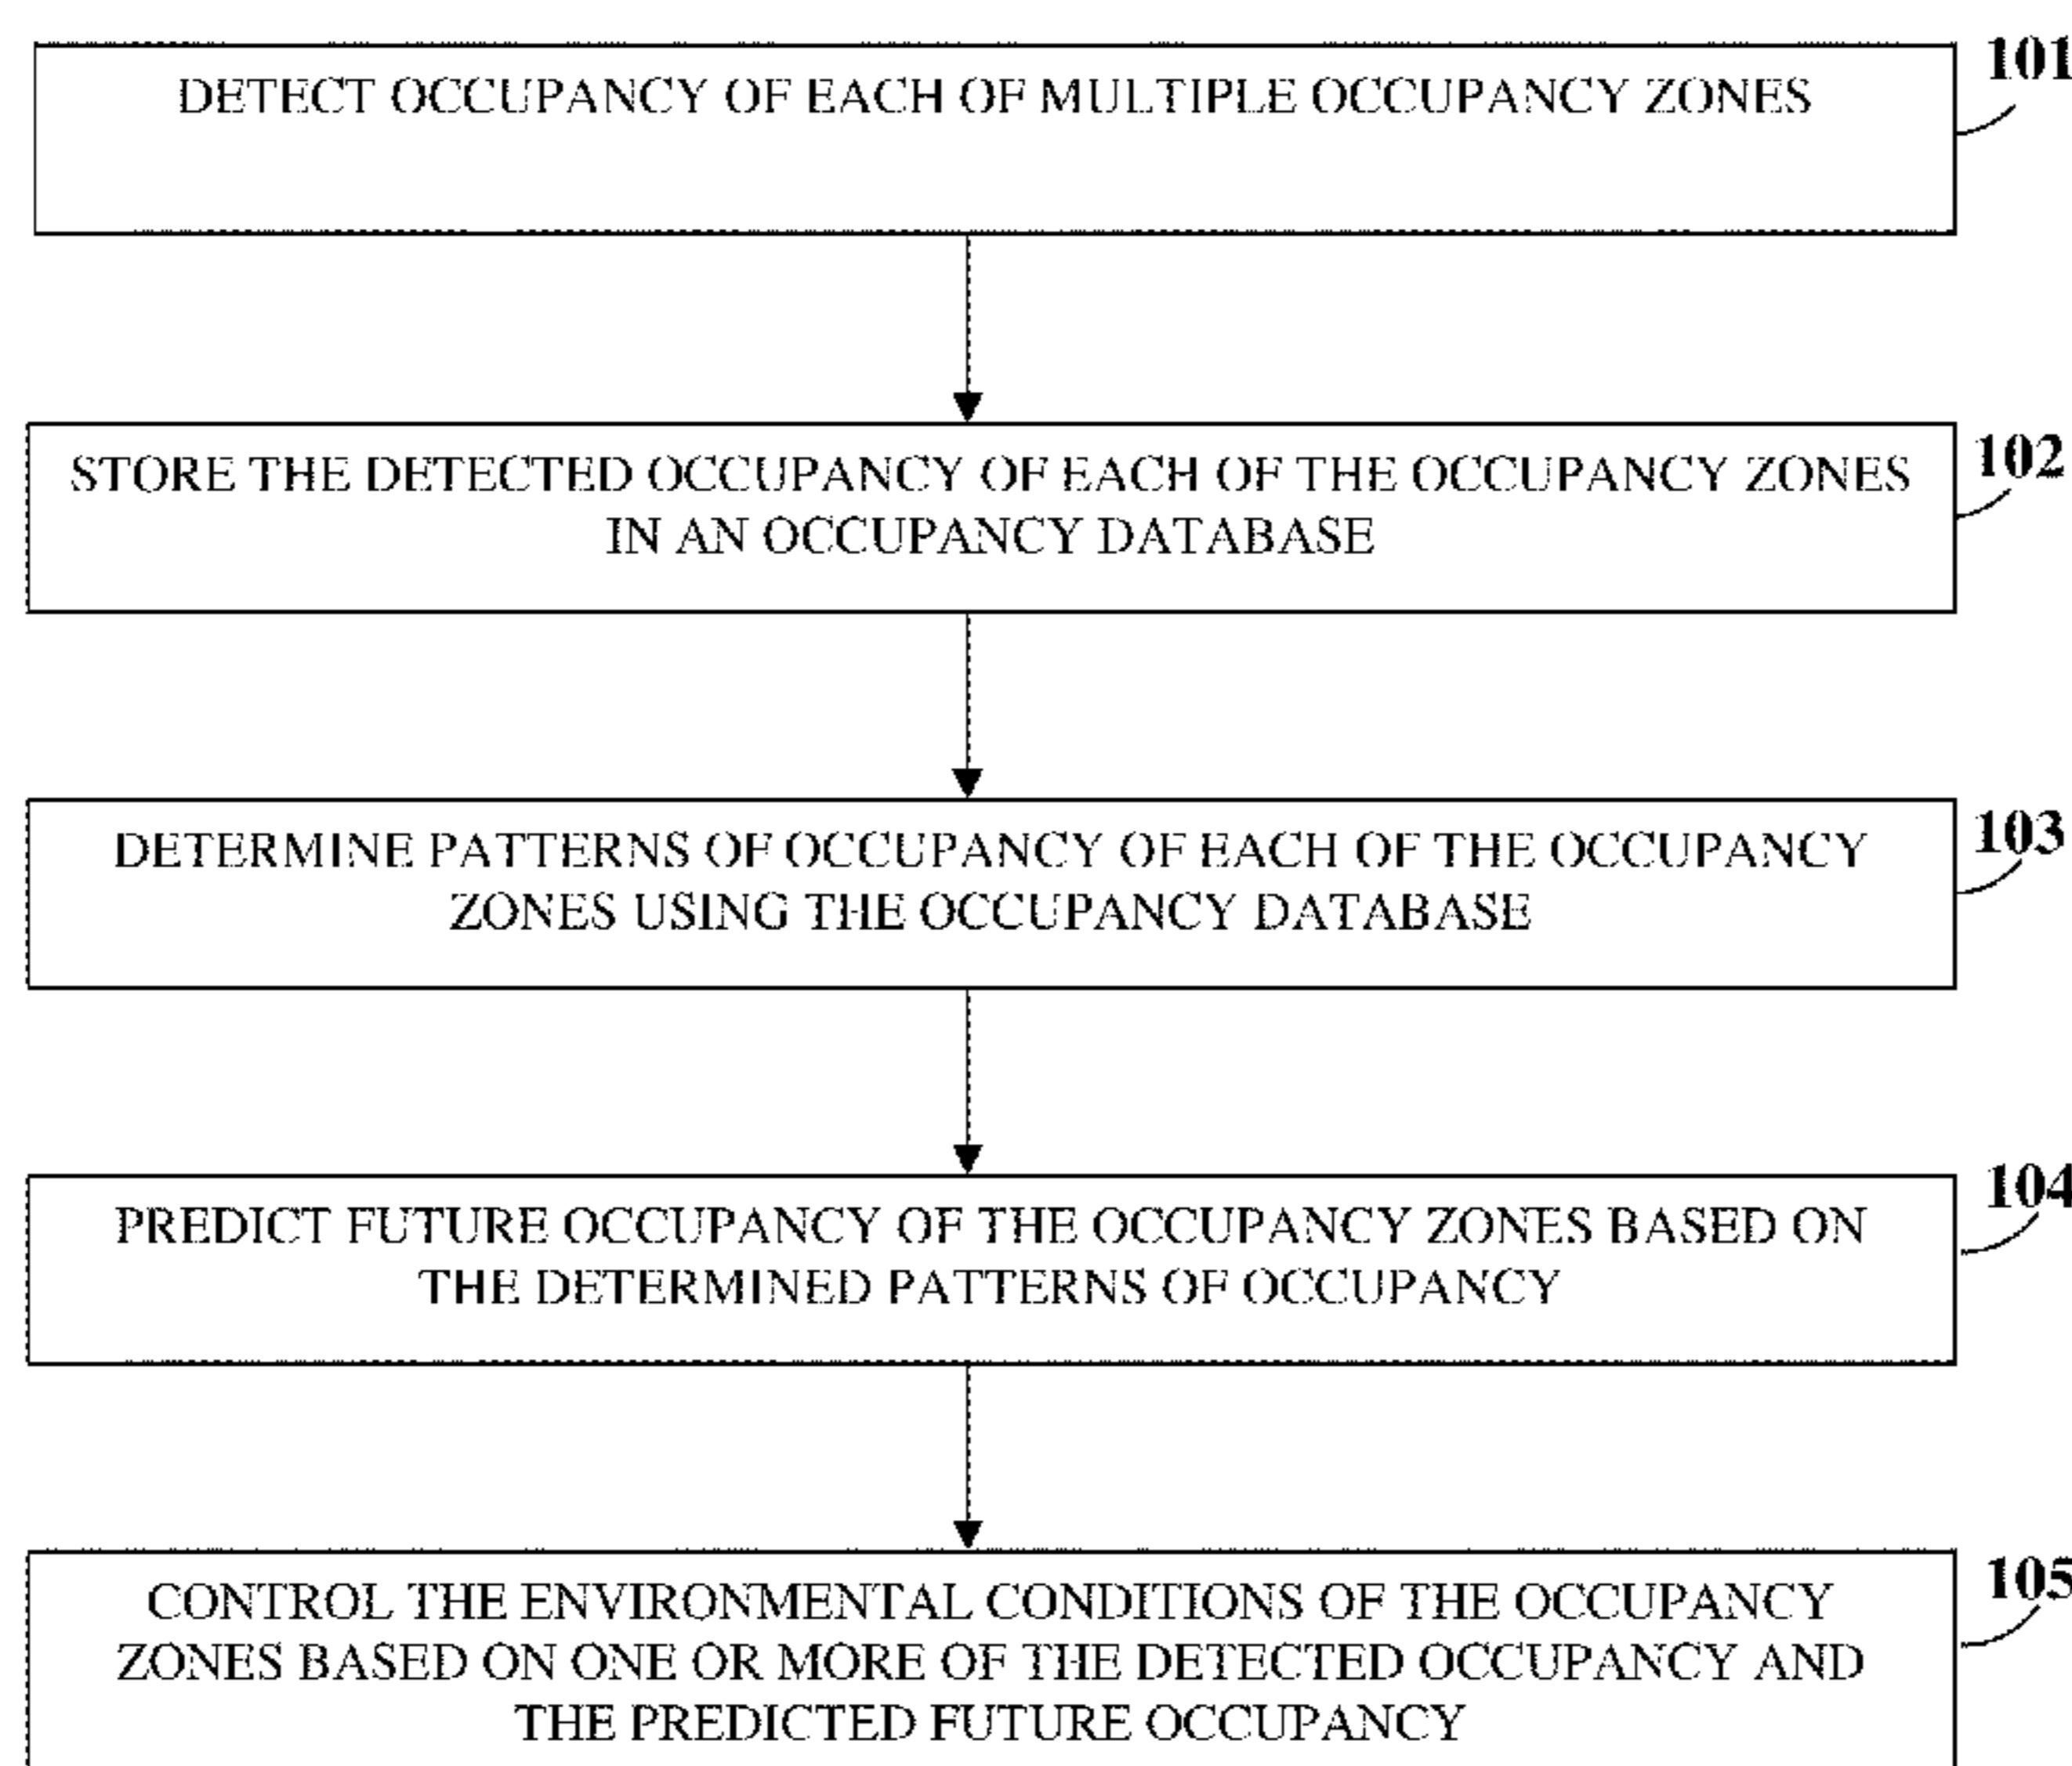 DETECT OCCUPANCY OF EACH OF MULTIPLE OCCUPANCY ZONES
101
STORE THE DETECTED OCCUPANCY OF EACH OF THE OCCUPANCY ZONES
IN AN OCCUPANCY DATABASE
102
DETERMINE PATTERNS OF OCCUPANCY OF EACH OF THE OCCUPANCY
ZONES USING THE OCCUPANCY DATABASE
103
PREDICT FUTURE OCCUPANCY OF THE OCCUPANCY ZONES BASED ON
THE DETERMINED PATTERNS OF OCCUPANCY
104
CONTROL THE ENVIRONMENTAL CONDITIONS OF THE OCCUPANCY
ZONES BASED ON ONE OR MORE OF THE DETECTED OCCUPANCY AND
THE PREDICTED FUTURE OCCUPANCY
105